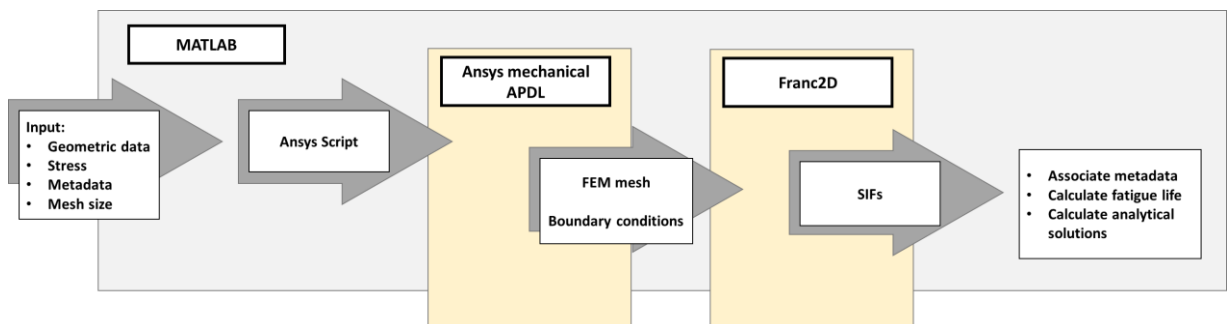 MATLAB
Input:
• Geometric data
• Stress
• Metadata
• Mesh size
Ansys Script
Ansys mechanical
APDL
FEM mesh
Boundary conditions
Franc2D
SIFs
• Associate metadata
• Calculate fatigue life
• Calculate analytical
solutions